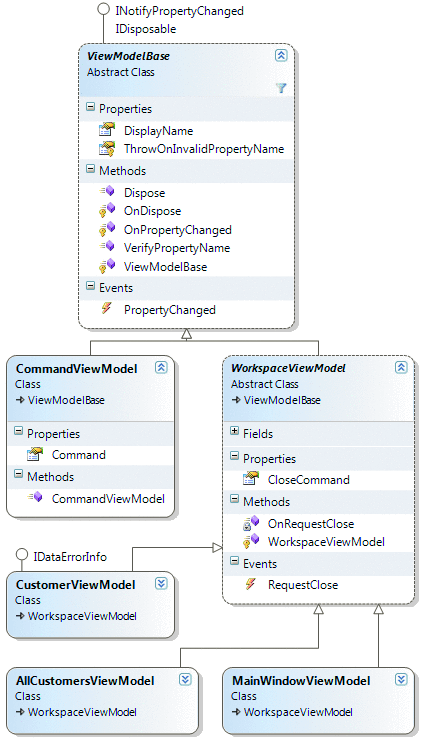 INotifyPropertyChanged
IDisposable
ViewModelBase
Abstract Class
Properties
DisplayName
ThrowOnInvalidPropertyName
Methods
Dispose
OnDispose
OnPropertyChanged
VerifyPropertyName
ViewModelBase
Events
PropertyChanged
CommandViewModel
Class
ViewModelBase
Properties
Command
Methods
CommandViewModel
WorkspaceViewModel
Abstract Class
ViewModelBase
Fields
Properties
CloseCommand
Methods
OnRequestClose
WorkspaceViewModel
Events
RequestClose
IDataErrorInfo
CustomerViewModel
Class
WorkspaceViewModel
AllCustomersViewModel
Class
WorkspaceViewModel
MainWindowViewModel
Class
WorkspaceViewModel